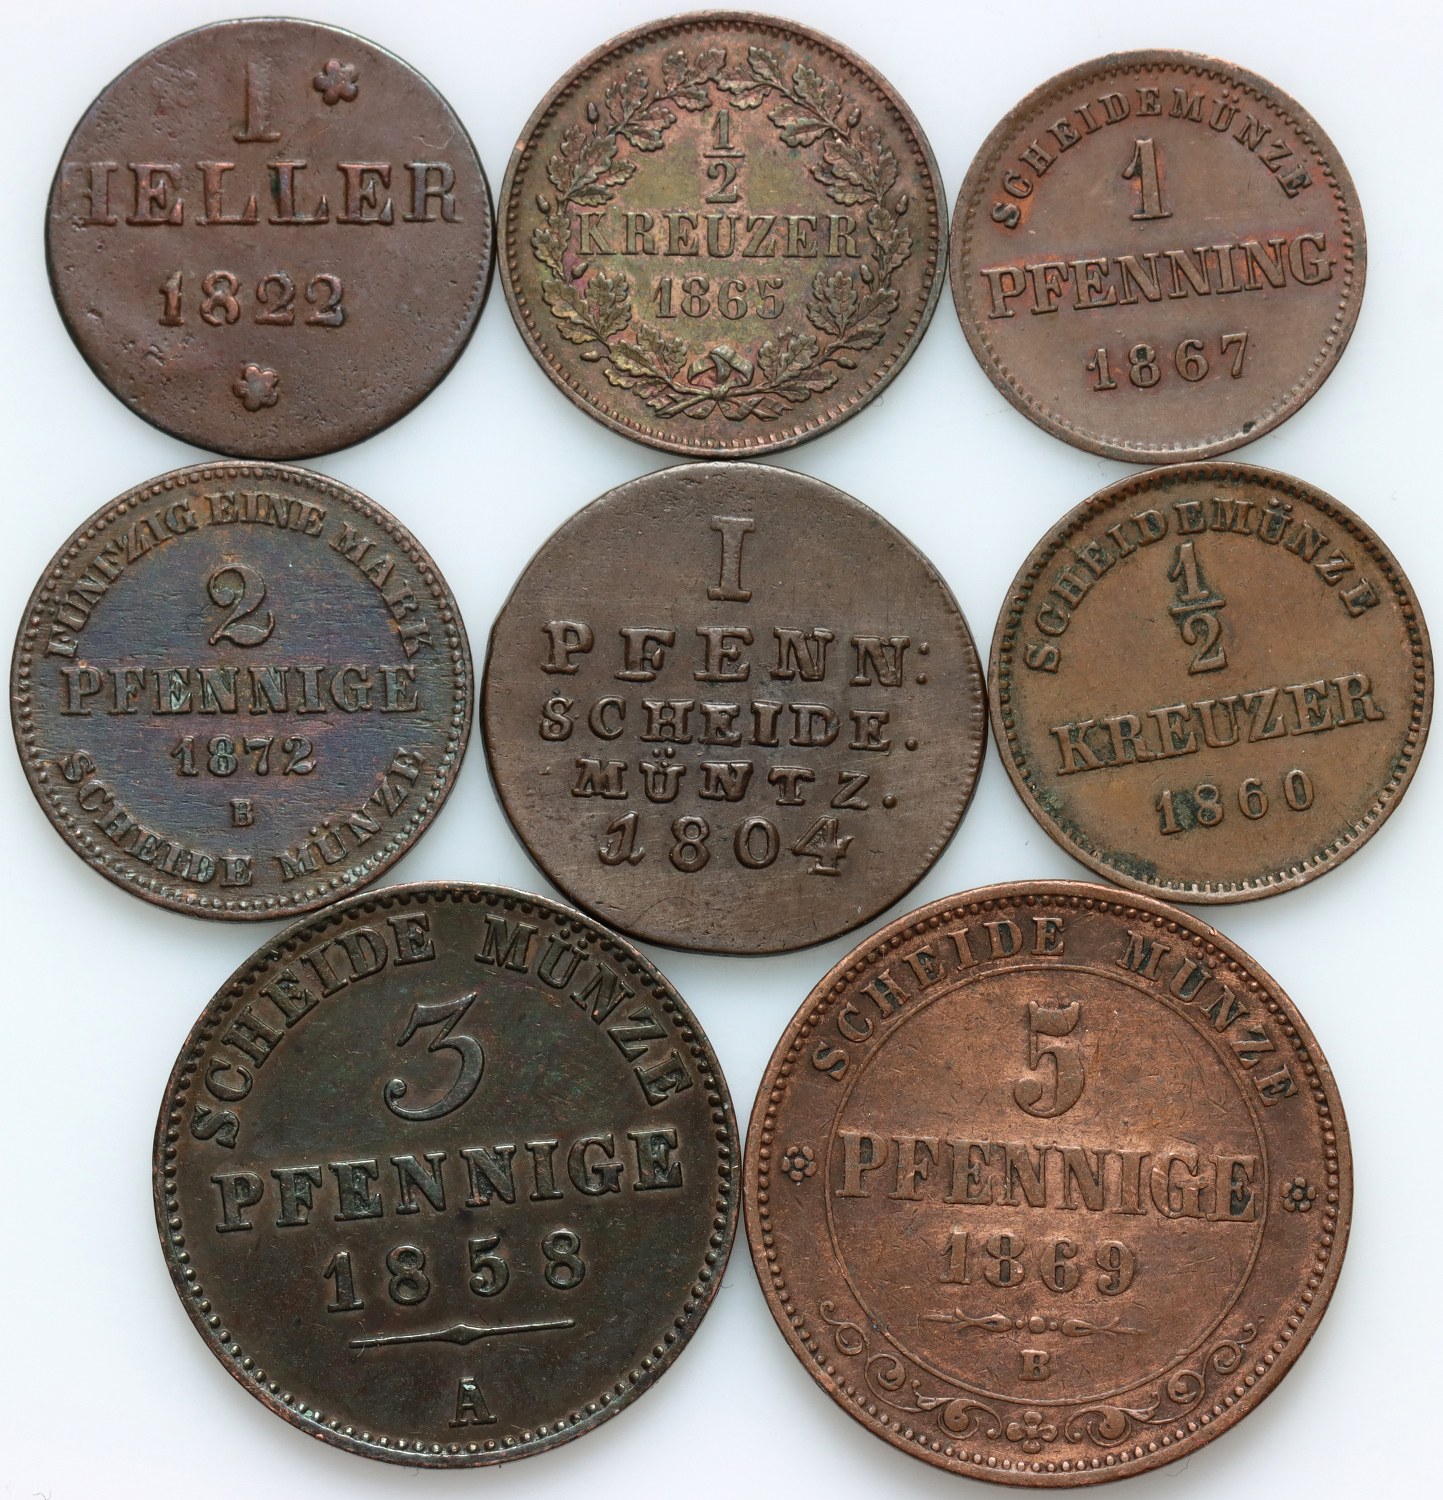 I
HELLER
1822
1/2
KREUZER
1865
SCHEIDEMÜNZE
1
PFENNING
1867
FÜNFZIG EINE MARK
2
PFENNIGE
1872
B
SCHEIDE MÜNZE
I
PFENN:
SCHEIDE.
MÜNTZ.
1804
SCHEIDEMÜNZE
1/2
KREUZER
1860
SCHEIDE MÜNZE
3
PFENNIGE
1858
A
SCHEIDE MÜNZE
5
PFENNIGE
1869
B